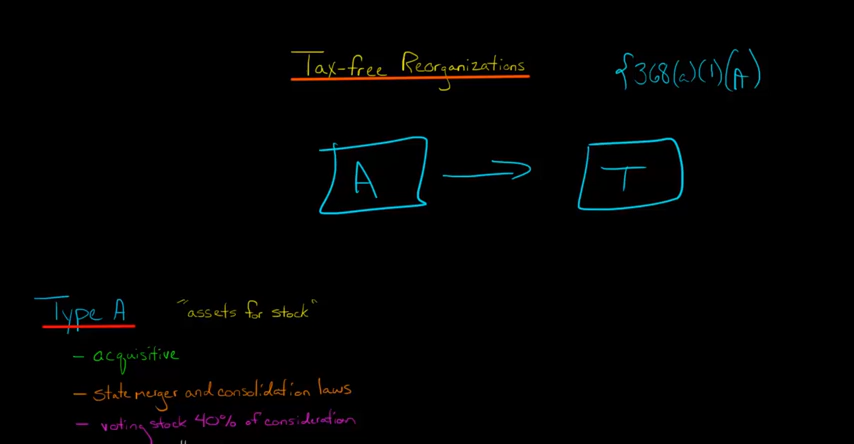 Tax-free Reorganizations
{368(a)(1)(A)
A
T
Type A
"assets for stock"
- acquisitive
- state merger and consolidation laws
- voting stock 40% of consideration